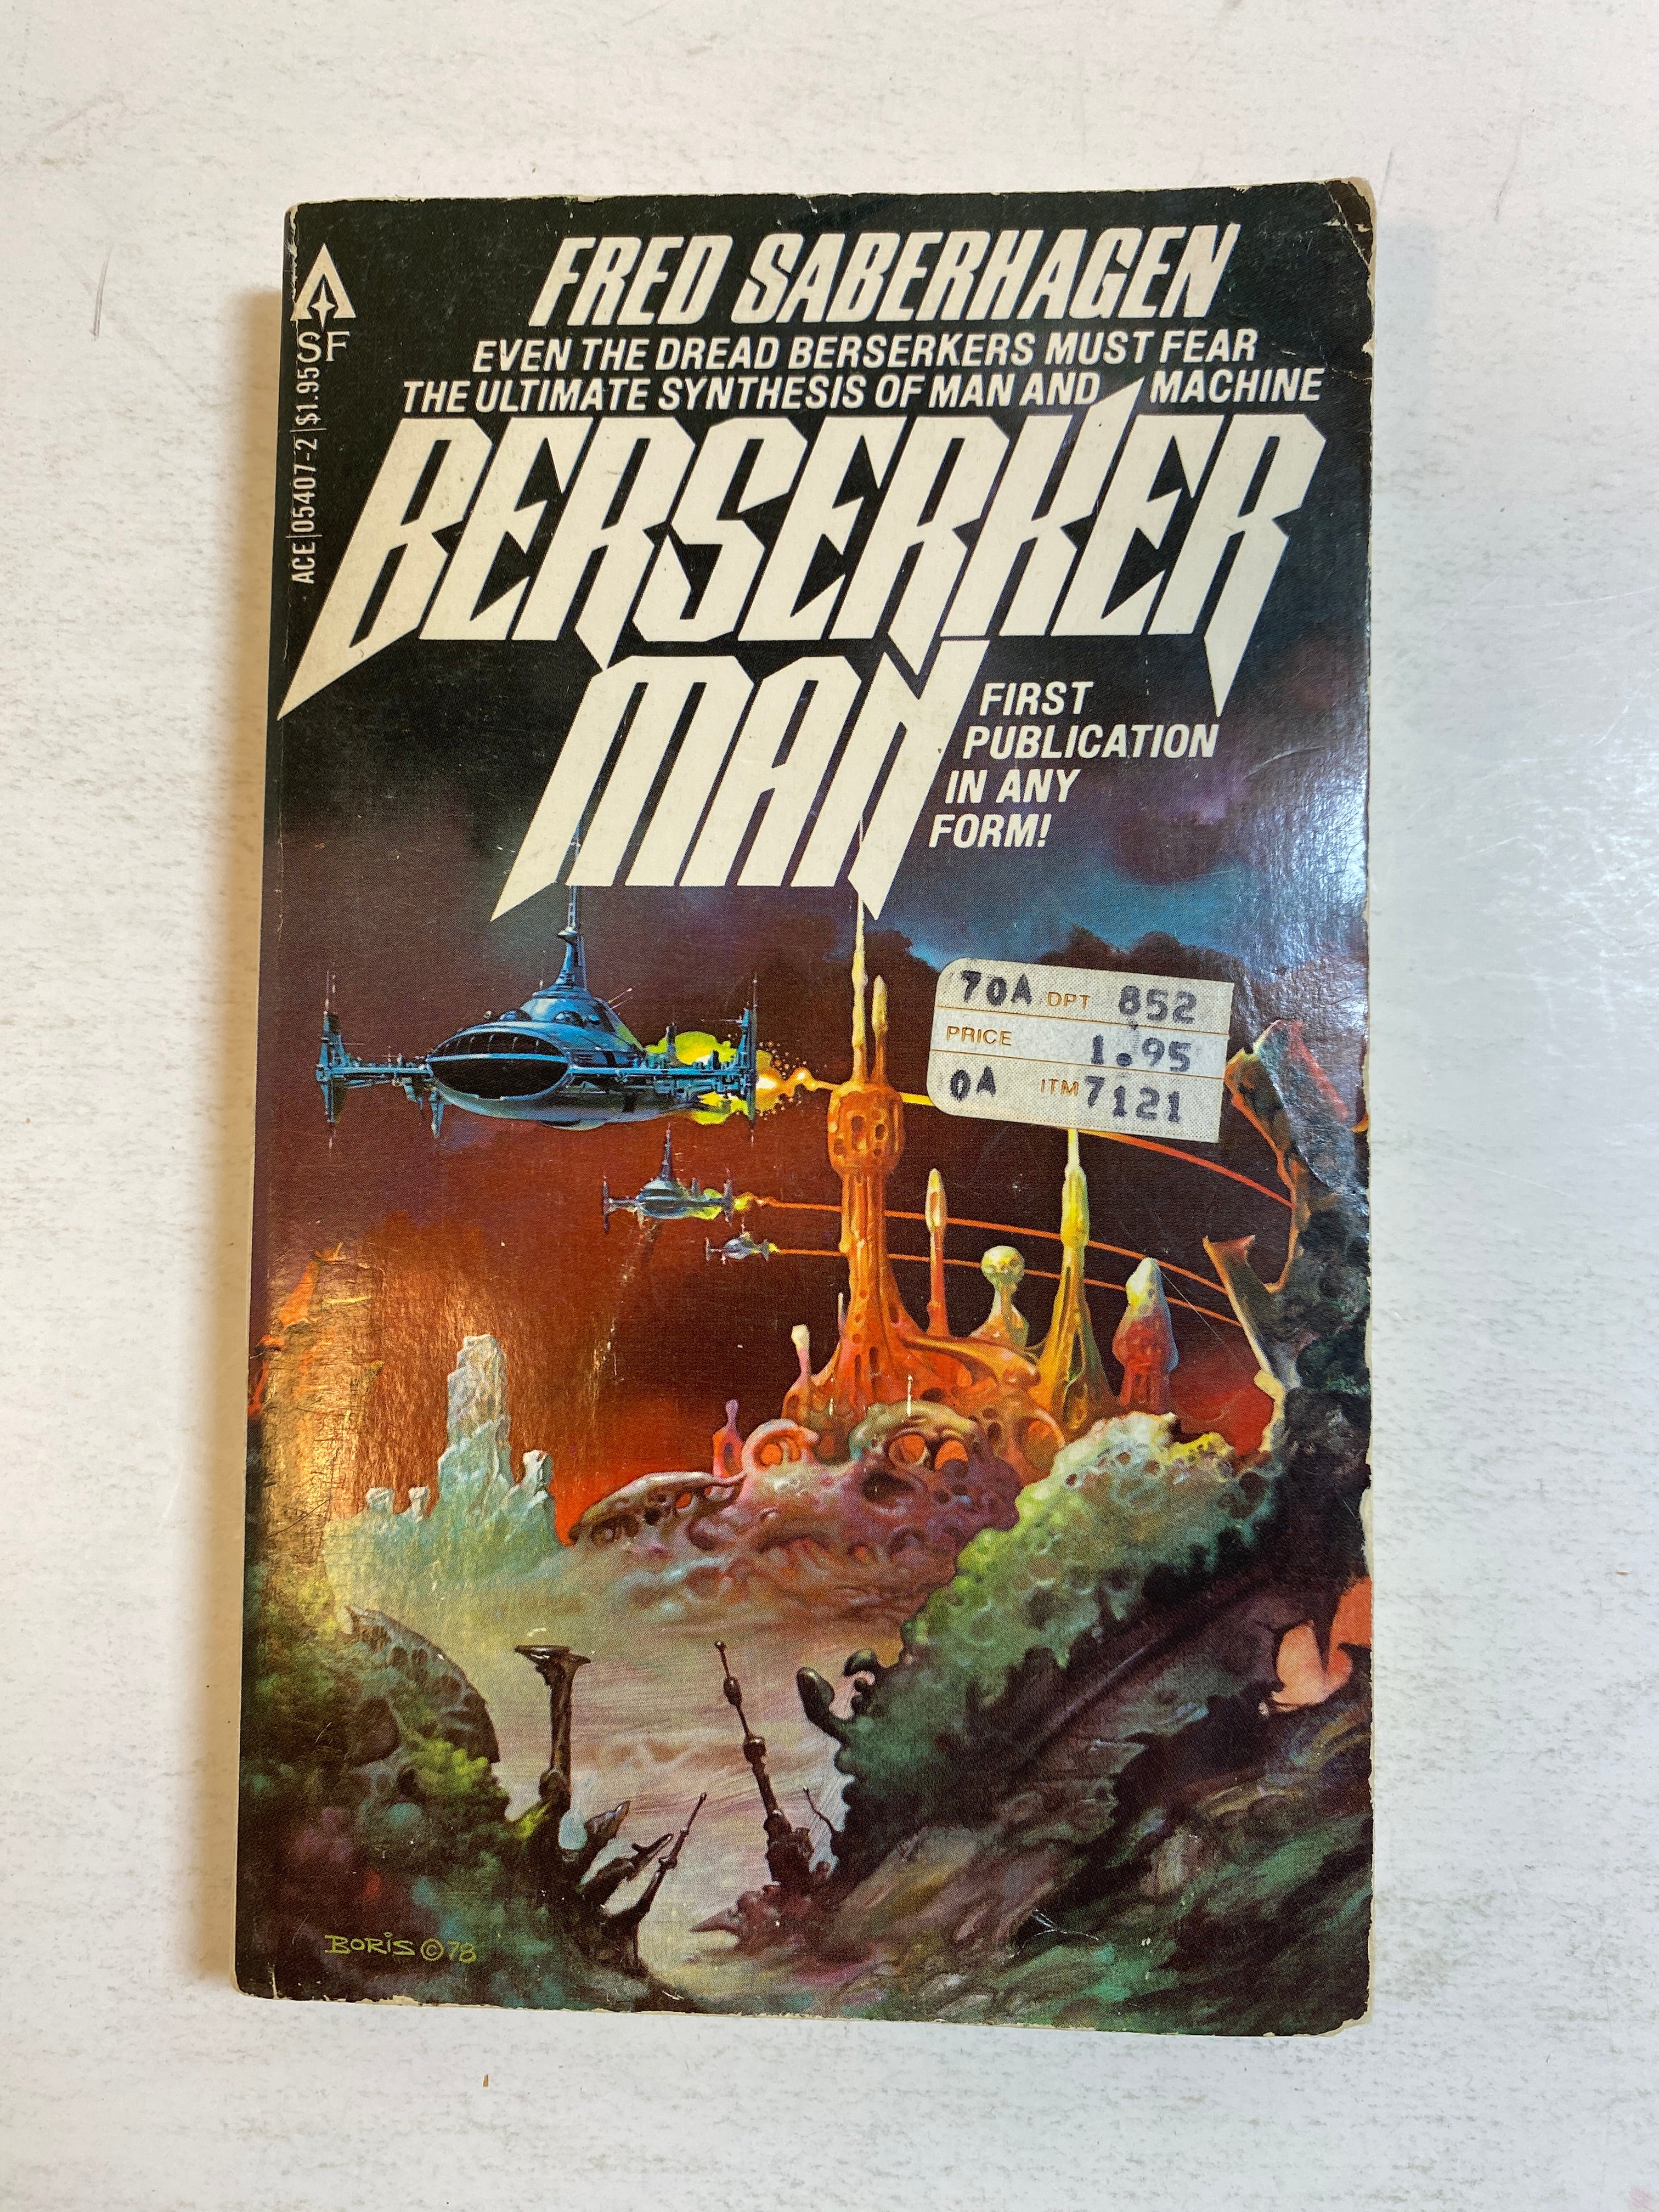 FRED SABERHAGEN
EVEN THE DREAD BERSERKERS MUST FEAR
THE ULTIMATE SYNTHESIS OF MAN AND MACHINE
BERSERKER
MAN
FIRST
PUBLICATION
IN ANY
FORM!
SF
ACE|05407-2|$1.95
70A DPT 852
PRICE 1.95
0A ITM 7121
BORIS © 78